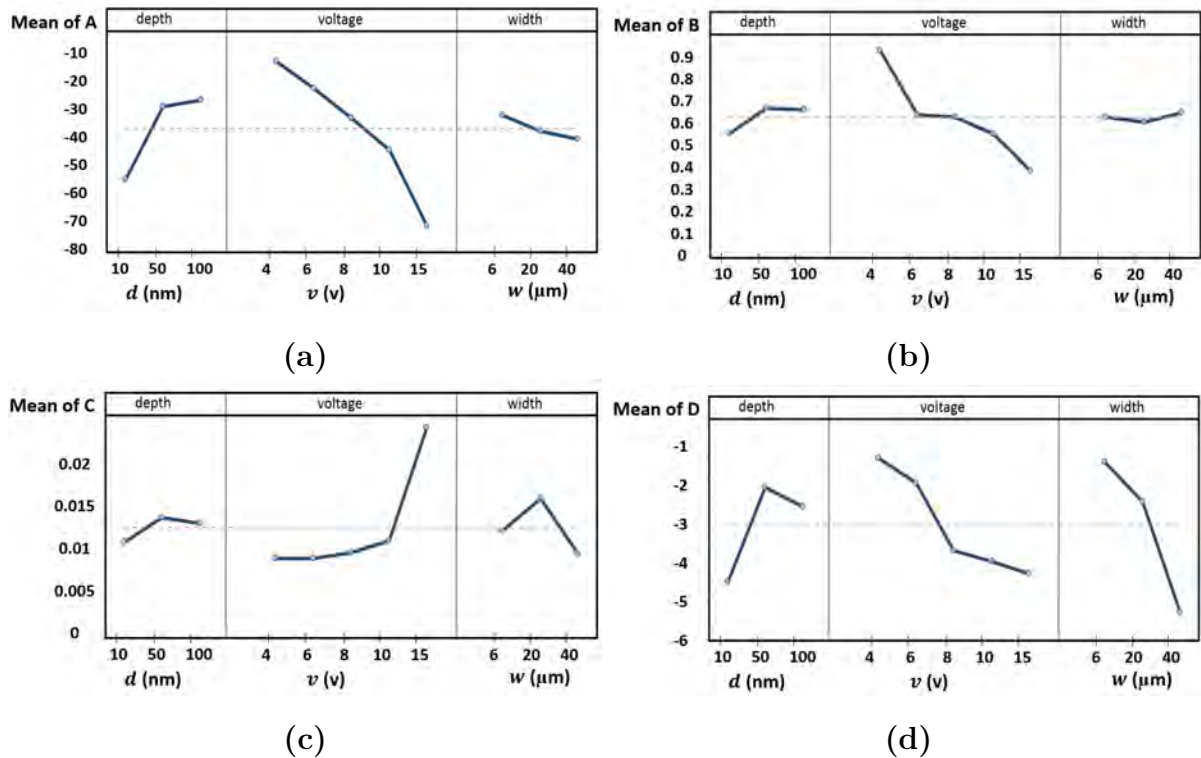 Mean of A
depth voltage width
-10
-20
-30
-40
-50
-60
-70
-80
10 50 100 4 6 8 10 15 6 20 40
d (nm) v (v) w (μm)
(a)
Mean of B
depth voltage width
0.9
0.8
0.7
0.6
0.5
0.4
0.3
0.2
0.1
0
10 50 100 4 6 8 10 15 6 20 40
d (nm) v (v) w (μm)
(b)
Mean of C
depth voltage width
0.02
0.015
0.01
0.005
0
10 50 100 4 6 8 10 15 6 20 40
d (nm) v (v) w (μm)
(c)
Mean of D
depth voltage width
-1
-2
-3
-4
-5
-6
10 50 100 4 6 8 10 15 6 20 40
d (nm) v (v) w (μm)
(d)